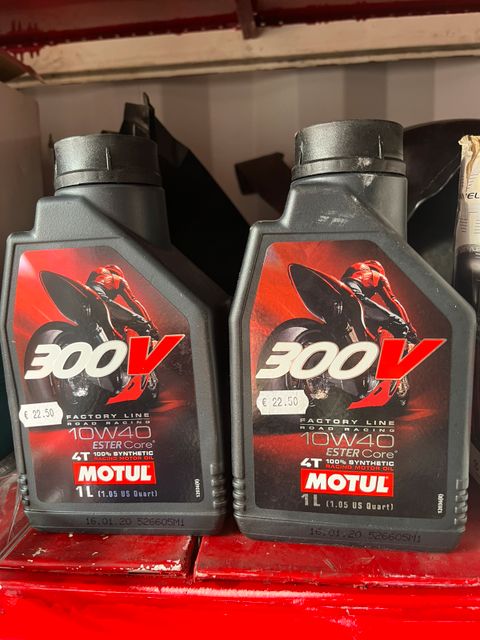 300V
€ 22.50
FACTORY LINE
ROAD RACING
10W40
ESTER Core®
4T 100% SYNTHETIC
RACING MOTOR OIL
MOTUL
1L (1.05 US Quart)
16.01.20 526605M1
300V
€ 22.50
FACTORY LINE
ROAD RACING
10W40
ESTER Core®
4T 100% SYNTHETIC
RACING MOTOR OIL
MOTUL
1L (1.05 US Quart)
16.01.20 526605M1